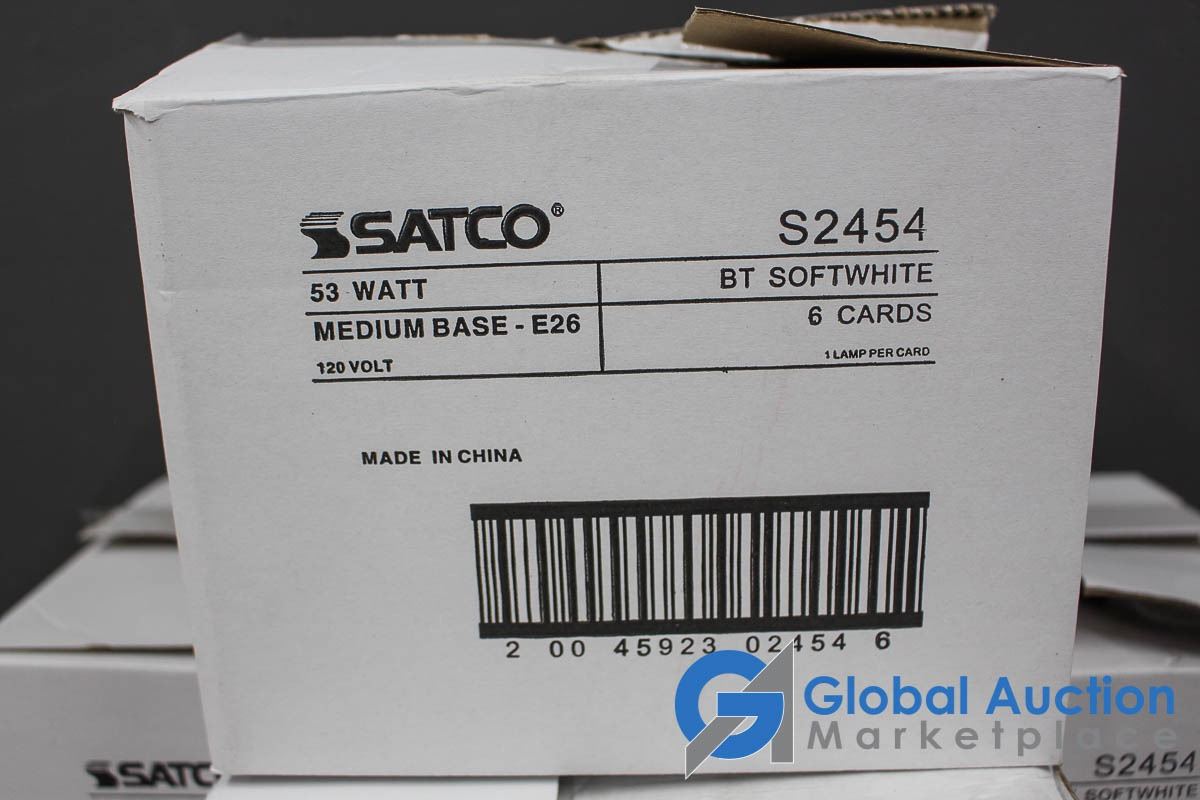 SATCO® S2454
53 WATT BT SOFTWHITE
MEDIUM BASE - E26 6 CARDS
120 VOLT 1 LAMP PER CARD
MADE IN CHINA
2 00 45923 02454 6
Global Auction
Marketplace
SATC S2454
SOFTWHITE